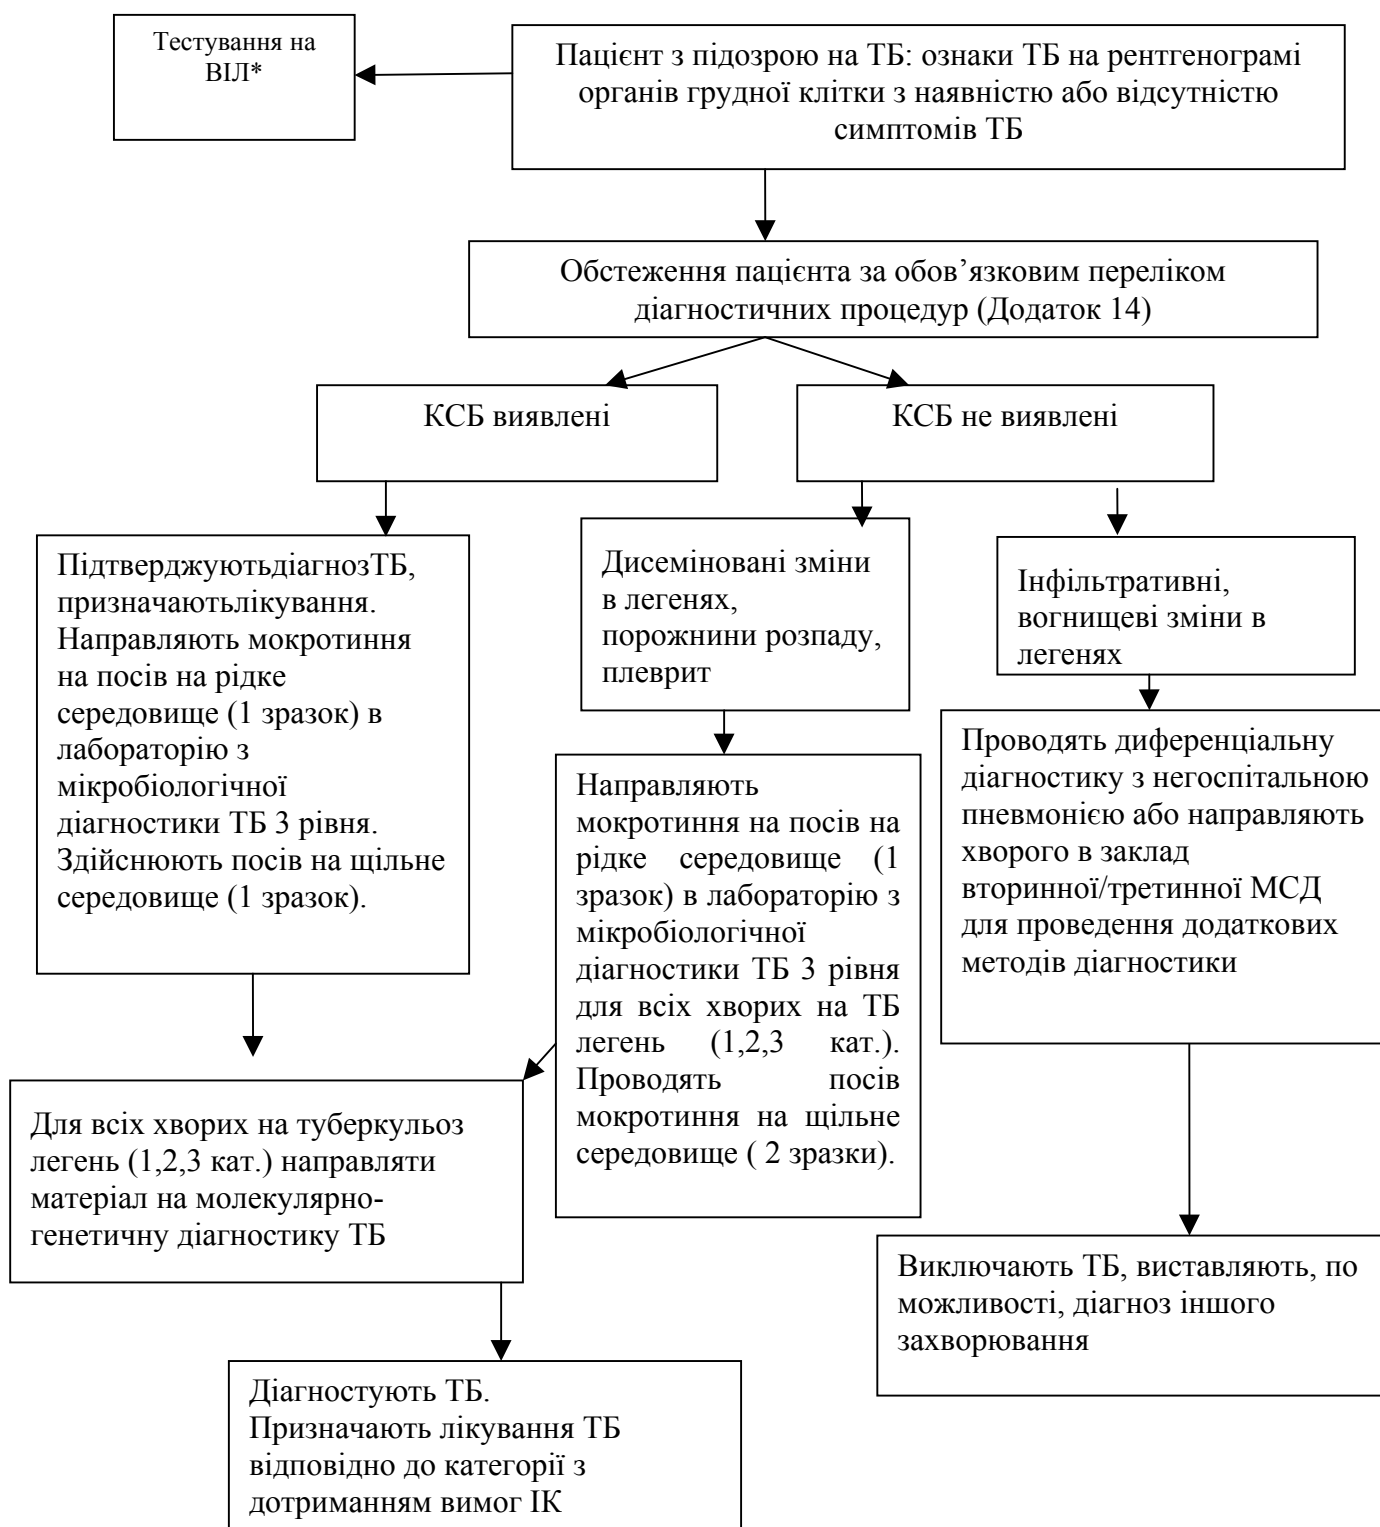 Тестування на
ВІЛ*
Пацієнт з підозрою на ТБ: ознаки ТБ на рентгенограмі
органів грудної клітки з наявністю або відсутністю
симптомів ТБ
Обстеження пацієнта за обов’язковим переліком
діагностичних процедур (Додаток 14)
КСБ виявлені
КСБ не виявлені
ПідтверджуютьдіагнозТБ,
призначаютьлікування.
Направляють мокротиння
на посів на рідке
середовище (1 зразок) в
лабораторію з
мікробіологічної
діагностики ТБ 3 рівня.
Здійснюють посів на щільне
середовище (1 зразок).
Дисеміновані зміни
в легенях,
порожнини розпаду,
плеврит
Інфільтративні,
вогнищеві зміни в
легенях
Направляють
мокротиння на посів на
рідке середовище (1
зразок) в лабораторію з
мікробіологічної
діагностики ТБ 3 рівня
для всіх хворих на ТБ
легень (1,2,3 кат.).
Проводять посів
мокротиння на щільне
середовище ( 2 зразки).
Проводять диференціальну
діагностику з негоспітальною
пневмонією або направляють
хворого в заклад
вторинної/третинної МСД
для проведення додаткових
методів діагностики
Для всіх хворих на туберкульоз
легень (1,2,3 кат.) направляти
матеріал на молекулярно-
генетичну діагностику ТБ
Виключають ТБ, виставляють, по
можливості, діагноз іншого
захворювання
Діагностують ТБ.
Призначають лікування ТБ
відповідно до категорії з
дотриманням вимог ІК